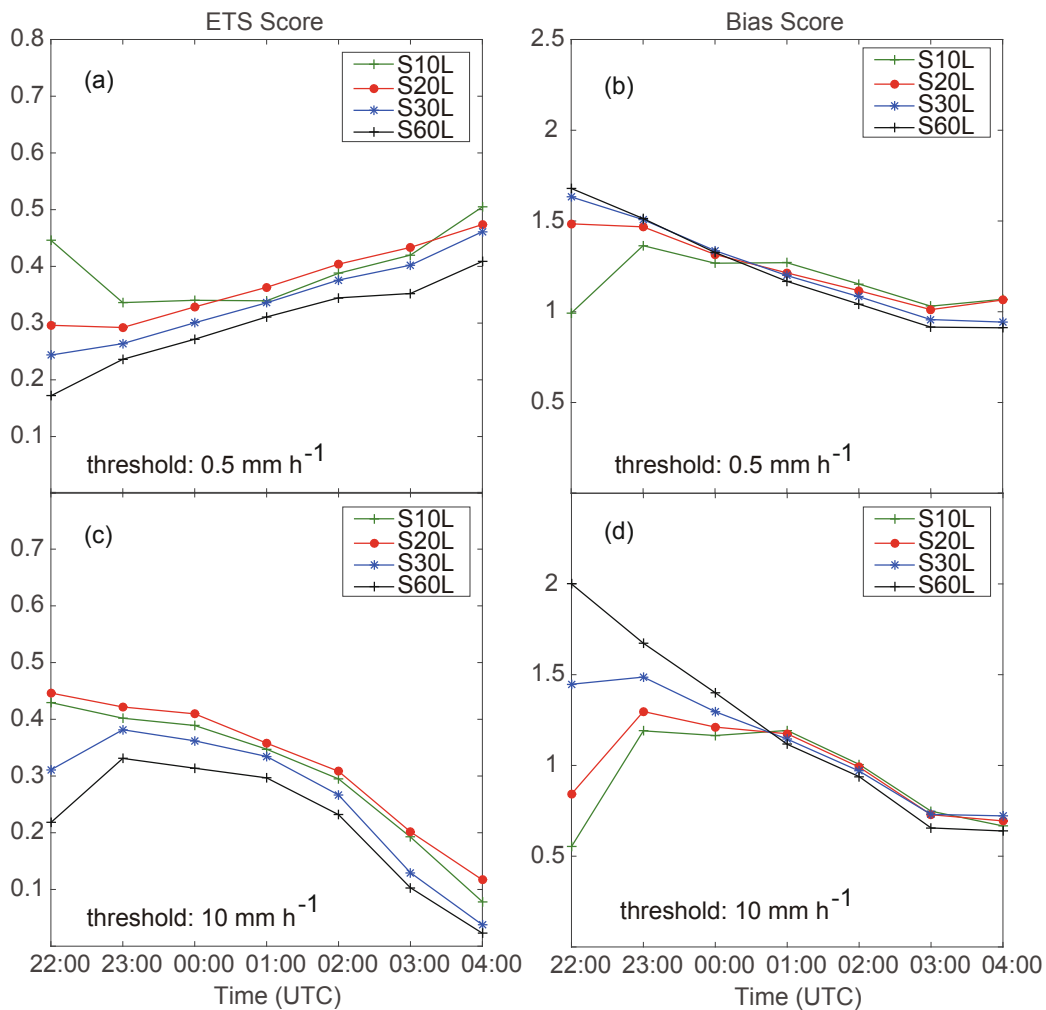 ETS Score
Bias Score
0.8
0.7
0.6
0.5
0.4
0.3
0.2
0.1
(a)
S10L
S20L
S30L
S60L
threshold: 0.5 mm h-1
2.5
2
1.5
1
0.5
(b)
S10L
S20L
S30L
S60L
threshold: 0.5 mm h-1
0.7
0.6
0.5
0.4
0.3
0.2
0.1
(c)
S10L
S20L
S30L
S60L
threshold: 10 mm h-1
22:00 23:00 00:00 01:00 02:00 03:00 04:00
Time (UTC)
2
1.5
1
0.5
(d)
S10L
S20L
S30L
S60L
threshold: 10 mm h-1
22:00 23:00 00:00 01:00 02:00 03:00 04:00
Time (UTC)